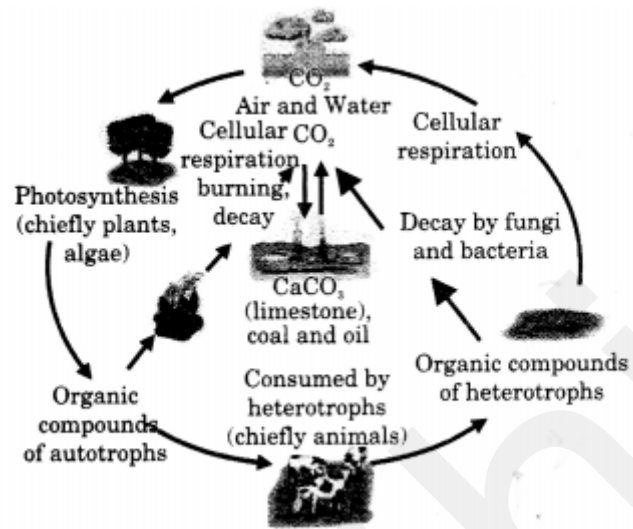 CO₂
Air and Water
CO₂
Cellular
respiration
burning,
decay
Cellular
respiration
Photosynthesis
(chiefly plants,
algae)
Decay by fungi
and bacteria
CaCO₃
(limestone),
coal and oil
Organic compounds
of heterotrophs
Consumed by
heterotrophs
(chiefly animals)
Organic
compounds
of autotrophs